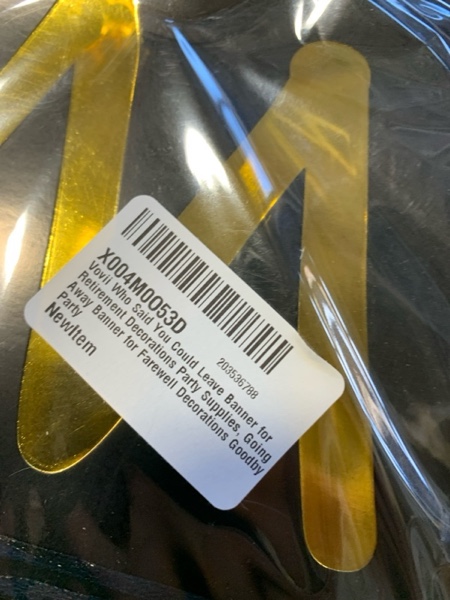 X004M0053D
203536788
Vovii Who Said You Could Leave Banner for
Retirement Decorations Party Supplies, Going
Away Banner for Farewell Decorations Goodby
Party
NewItem